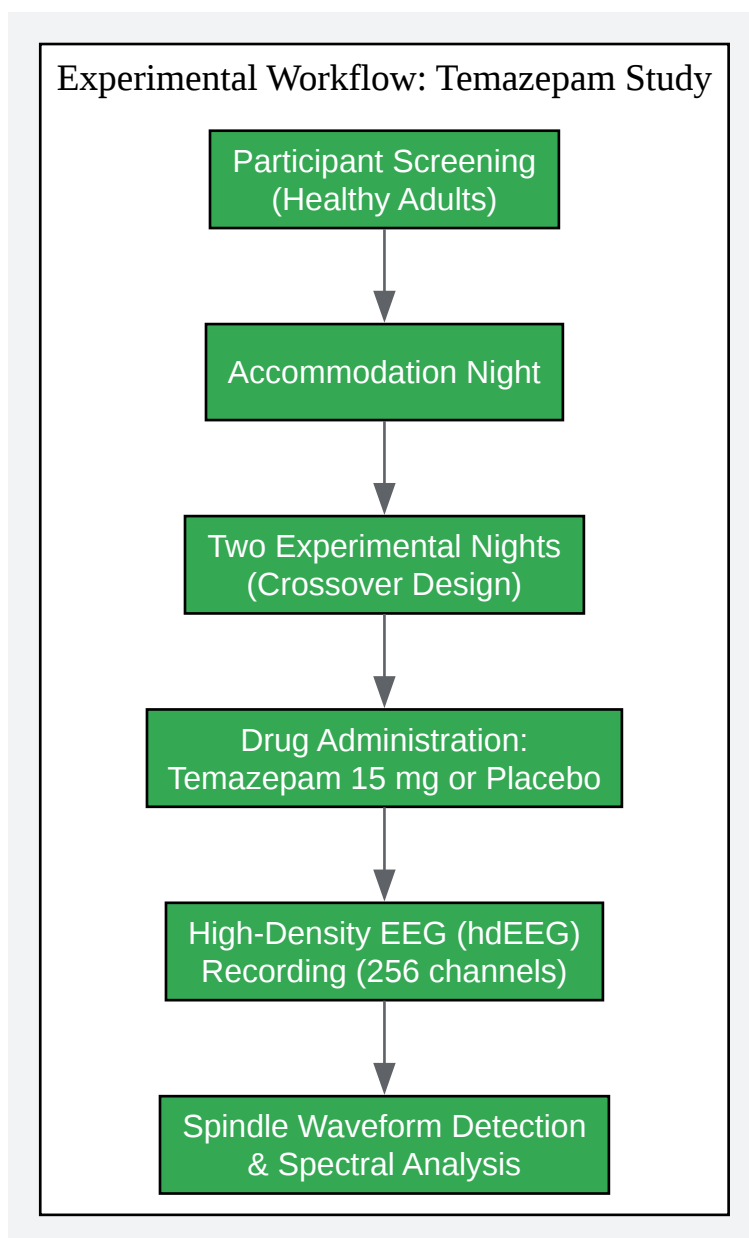 Experimental Workflow: Temazepam Study
Participant Screening
(Healthy Adults)
Accommodation Night
Two Experimental Nights
(Crossover Design)
Drug Administration:
Temazepam 15 mg or Placebo
High-Density EEG (hdEEG)
Recording (256 channels)
Spindle Waveform Detection
& Spectral Analysis